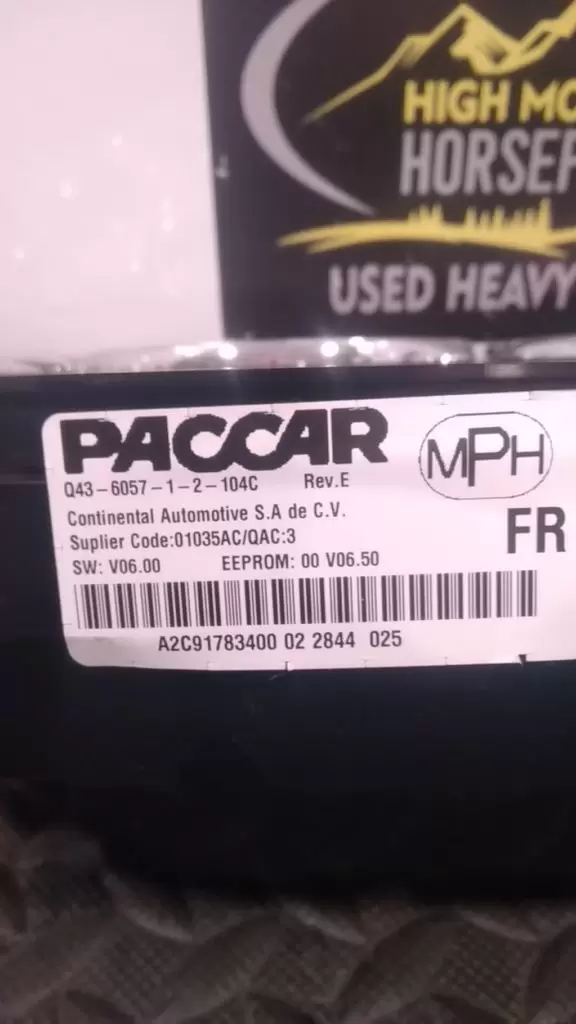 HIGH MO
HORSEP
USED HEAVY
PACCAR
MPH
Q43-6057-1-2-104C Rev.E
Continental Automotive S.A de C.V.
Suplier Code:01035AC/QAC:3
FR
SW: V06.00 EEPROM: 00 V06.50
A2C91783400 02 2844 025